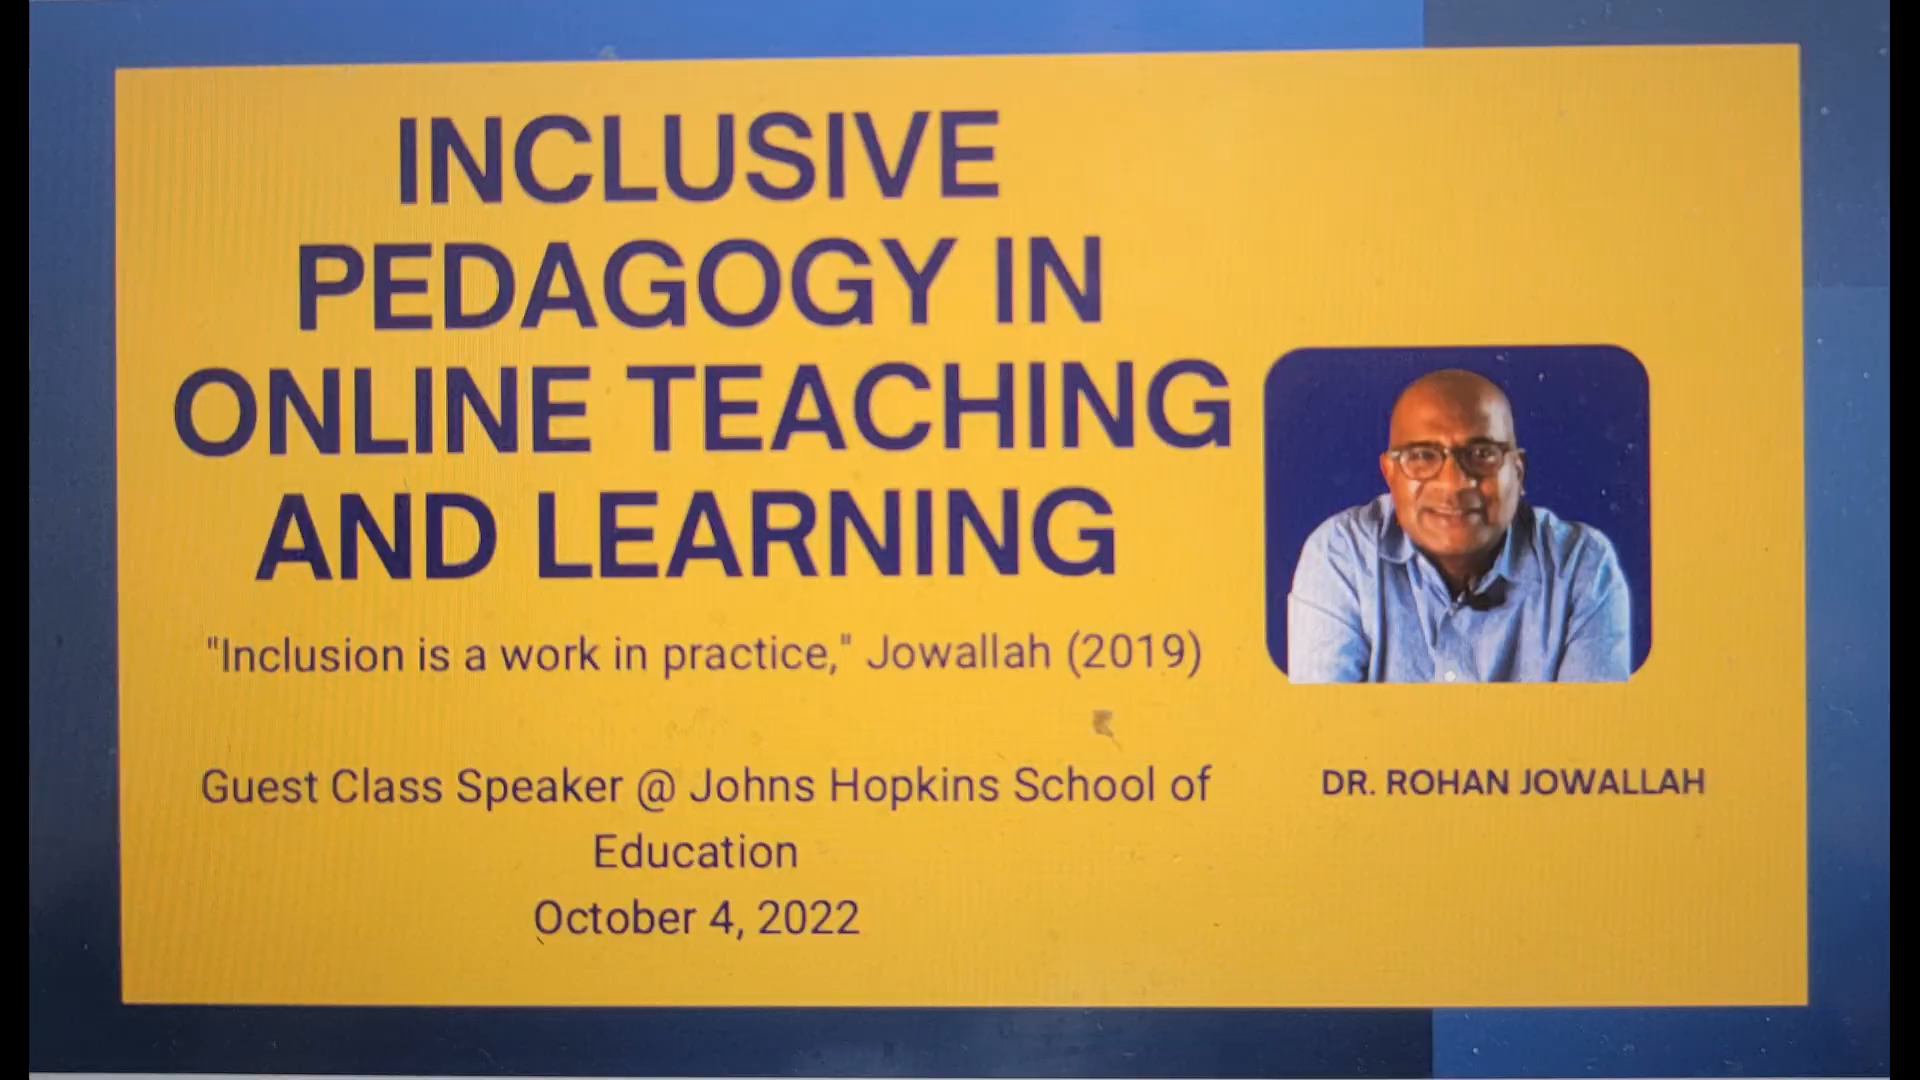 INCLUSIVE
PEDAGOGY IN
ONLINE TEACHING
AND LEARNING
"Inclusion is a work in practice," Jowallah (2019)
Guest Class Speaker @ Johns Hopkins School of
Education
October 4, 2022
DR. ROHAN JOWALLAH